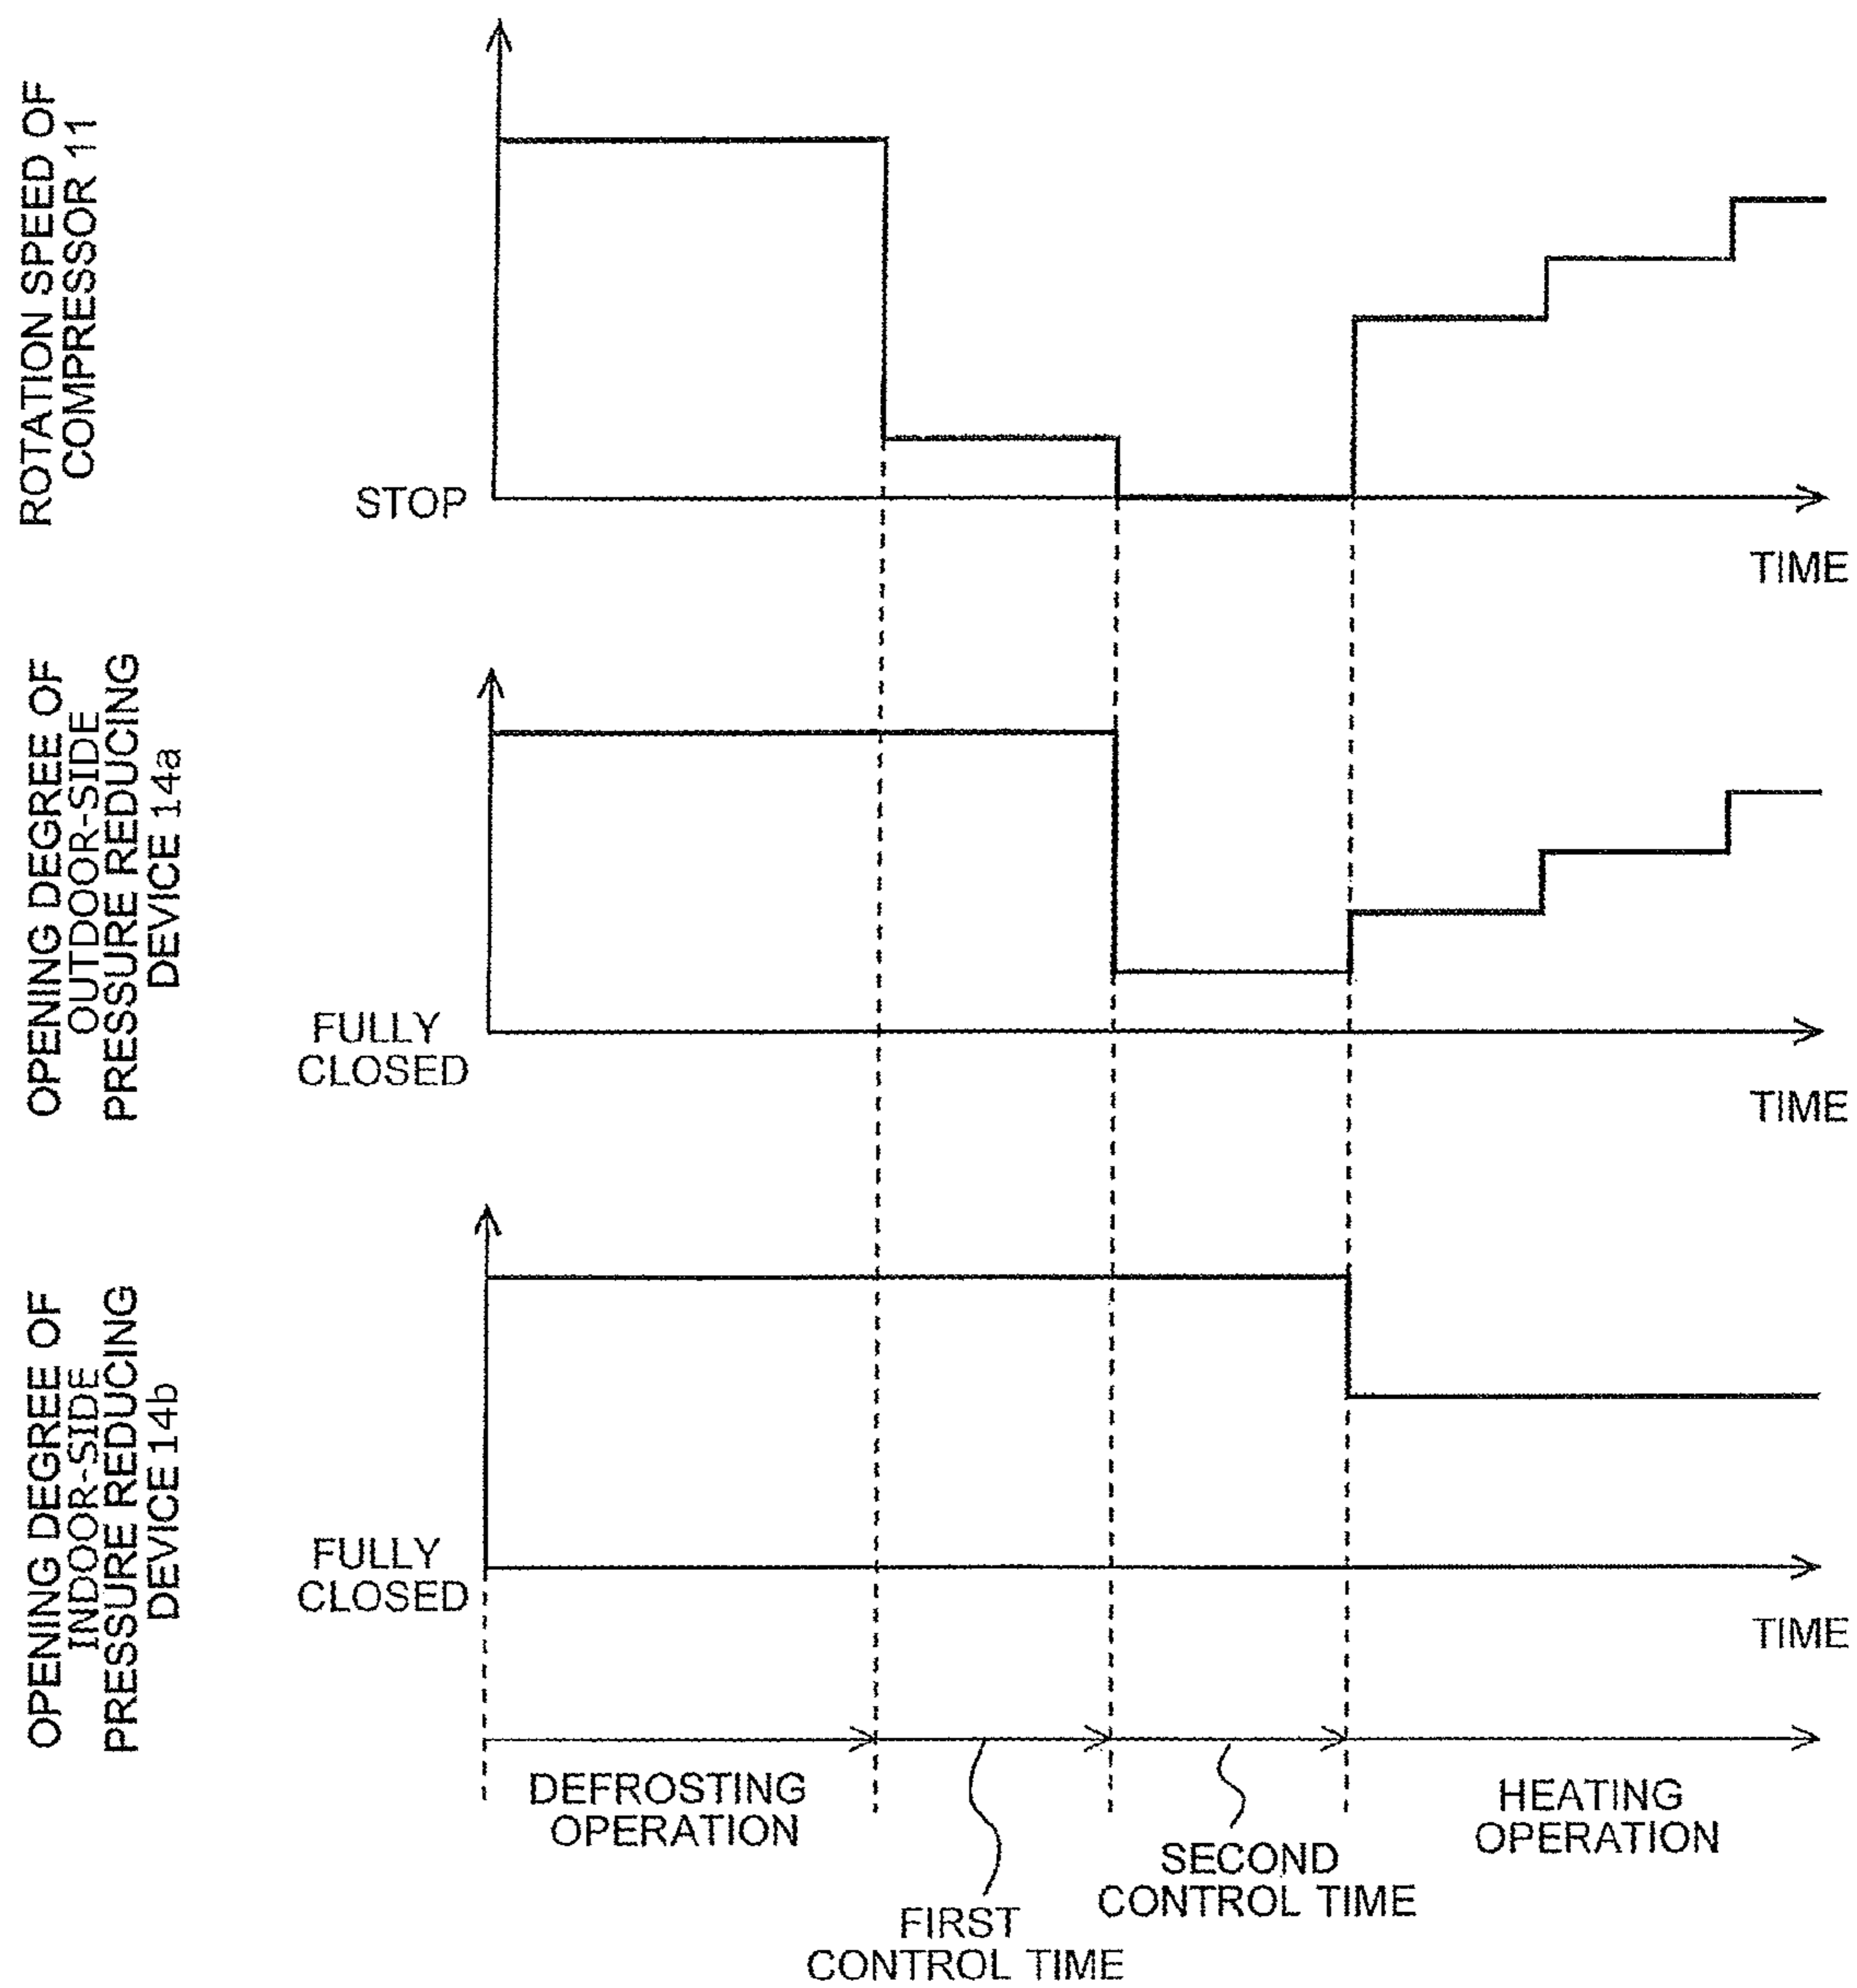 ROTATION SPEED OF
COMPRESSOR 11
STOP
TIME
OPENING DEGREE OF
OUTDOOR-SIDE
PRESSURE REDUCING
DEVICE 14a
FULLY
CLOSED
TIME
OPENING DEGREE OF
INDOOR-SIDE
PRESSURE REDUCING
DEVICE 14b
FULLY
CLOSED
TIME
DEFROSTING
OPERATION
FIRST
CONTROL TIME
SECOND
CONTROL TIME
HEATING
OPERATION